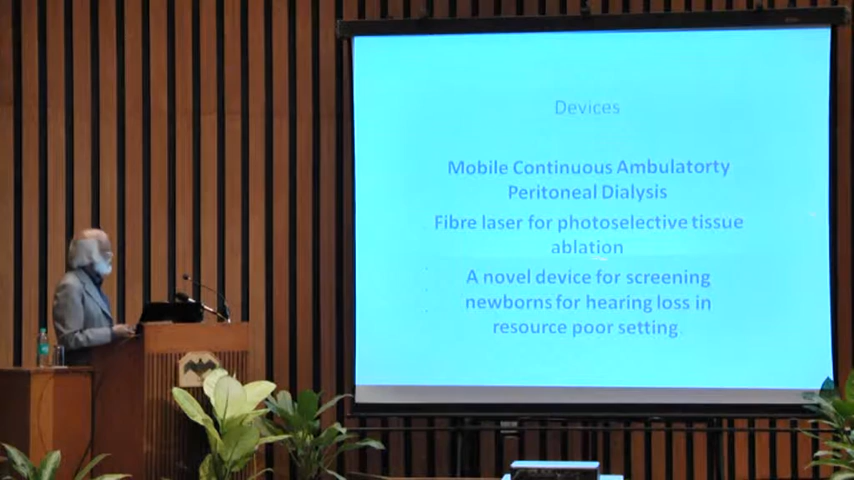 Devices
Mobile Continuous Ambulatorty
Peritoneal Dialysis
Fibre laser for photoselective tissue
ablation
A novel device for screening
newborns for hearing loss in
resource poor setting